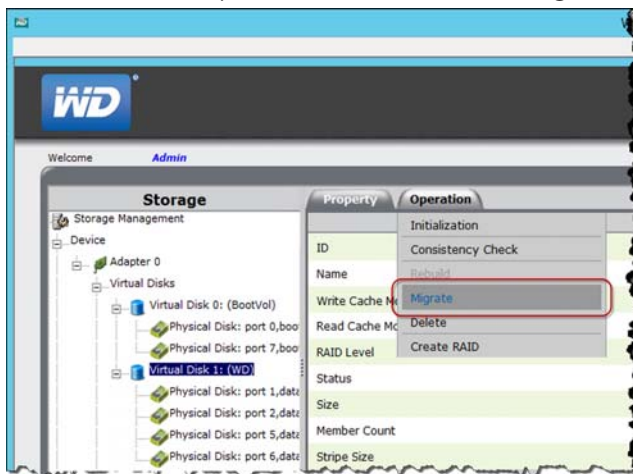 WD
Welcome Admin
Storage
Property
Operation
Storage Management
Device
Adapter 0
Virtual Disks
Virtual Disk 0: (BootVol)
Physical Disk: port 0,boo
Physical Disk: port 7,boo
Virtual Disk 1: (WD)
Physical Disk: port 1,data
Physical Disk: port 2,data
Physical Disk: port 5,data
Physical Disk: port 6,data
Initialization
Consistency Check
Rebuild
Migrate
Delete
Create RAID
ID
Name
Write Cache Mo
Read Cache Mo
RAID Level
Status
Size
Member Count
Stripe Size